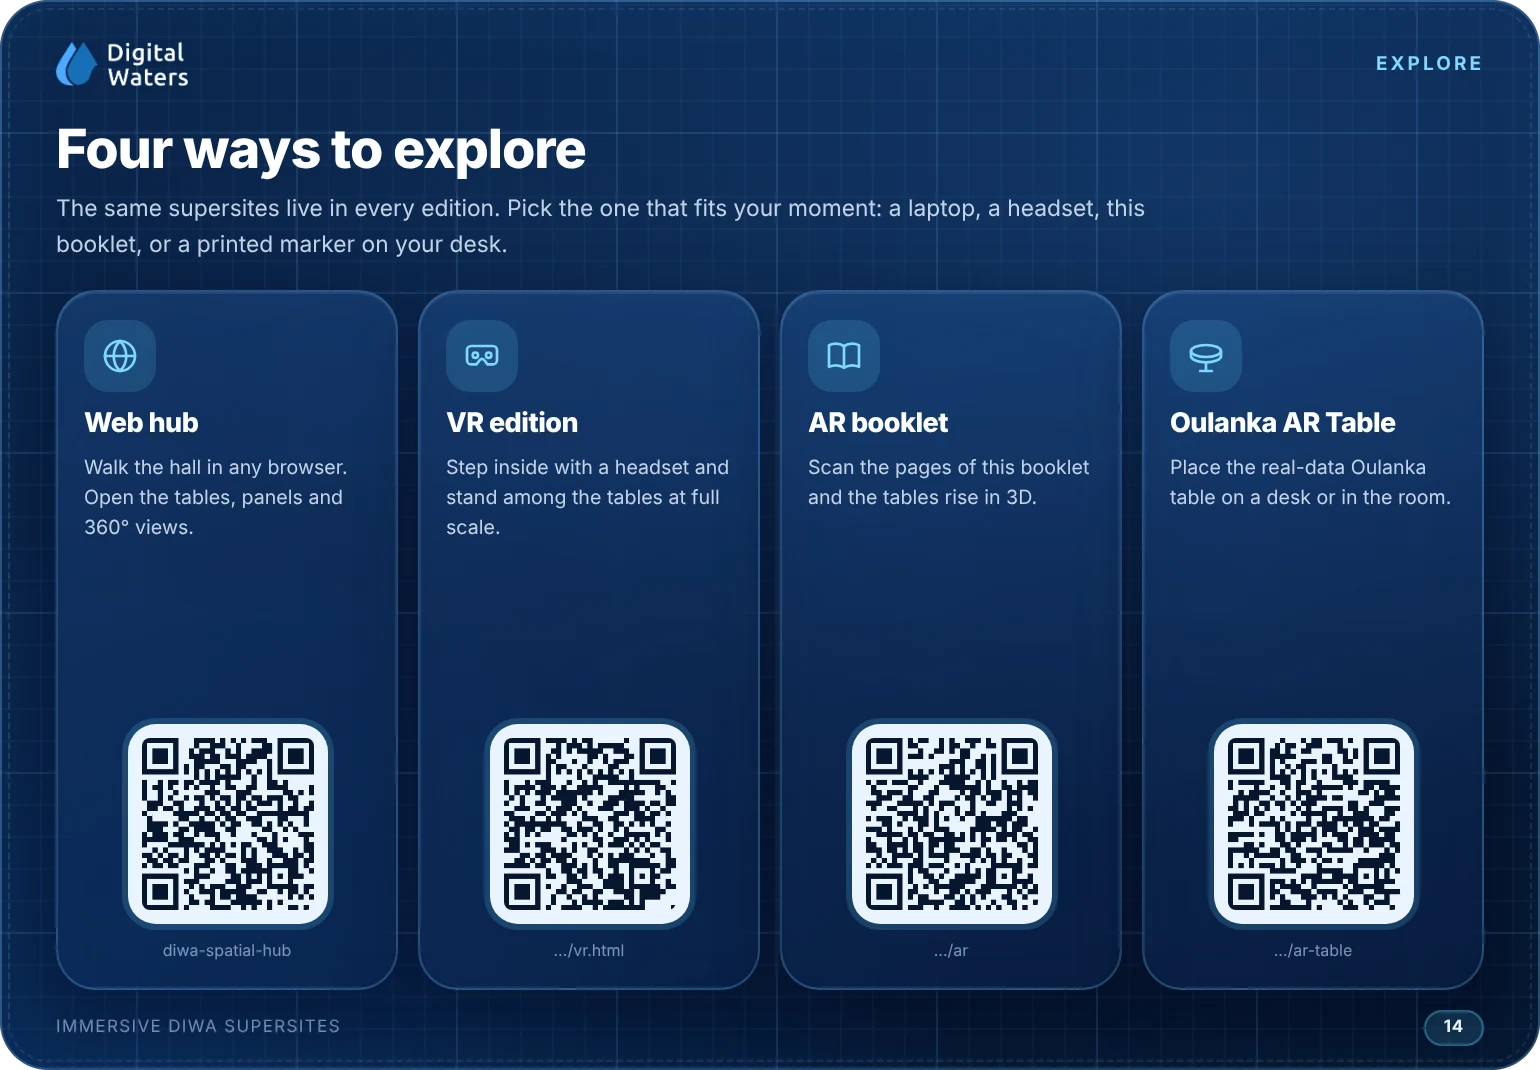 Digital
Waters
EXPLORE
Four ways to explore
The same supersites live in every edition. Pick the one that fits your moment: a laptop, a headset, this
booklet, or a printed marker on your desk.
Web hub
Walk the hall in any browser.
Open the tables, panels and
360° views.
diwa-spatial-hub
VR edition
Step inside with a headset and
stand among the tables at full
scale.
.../vr.html
AR booklet
Scan the pages of this booklet
and the tables rise in 3D.
.../ar
Oulanka AR Table
Place the real-data Oulanka
table on a desk or in the room.
.../ar-table
IMMERSIVE DIWA SUPERSITES
14